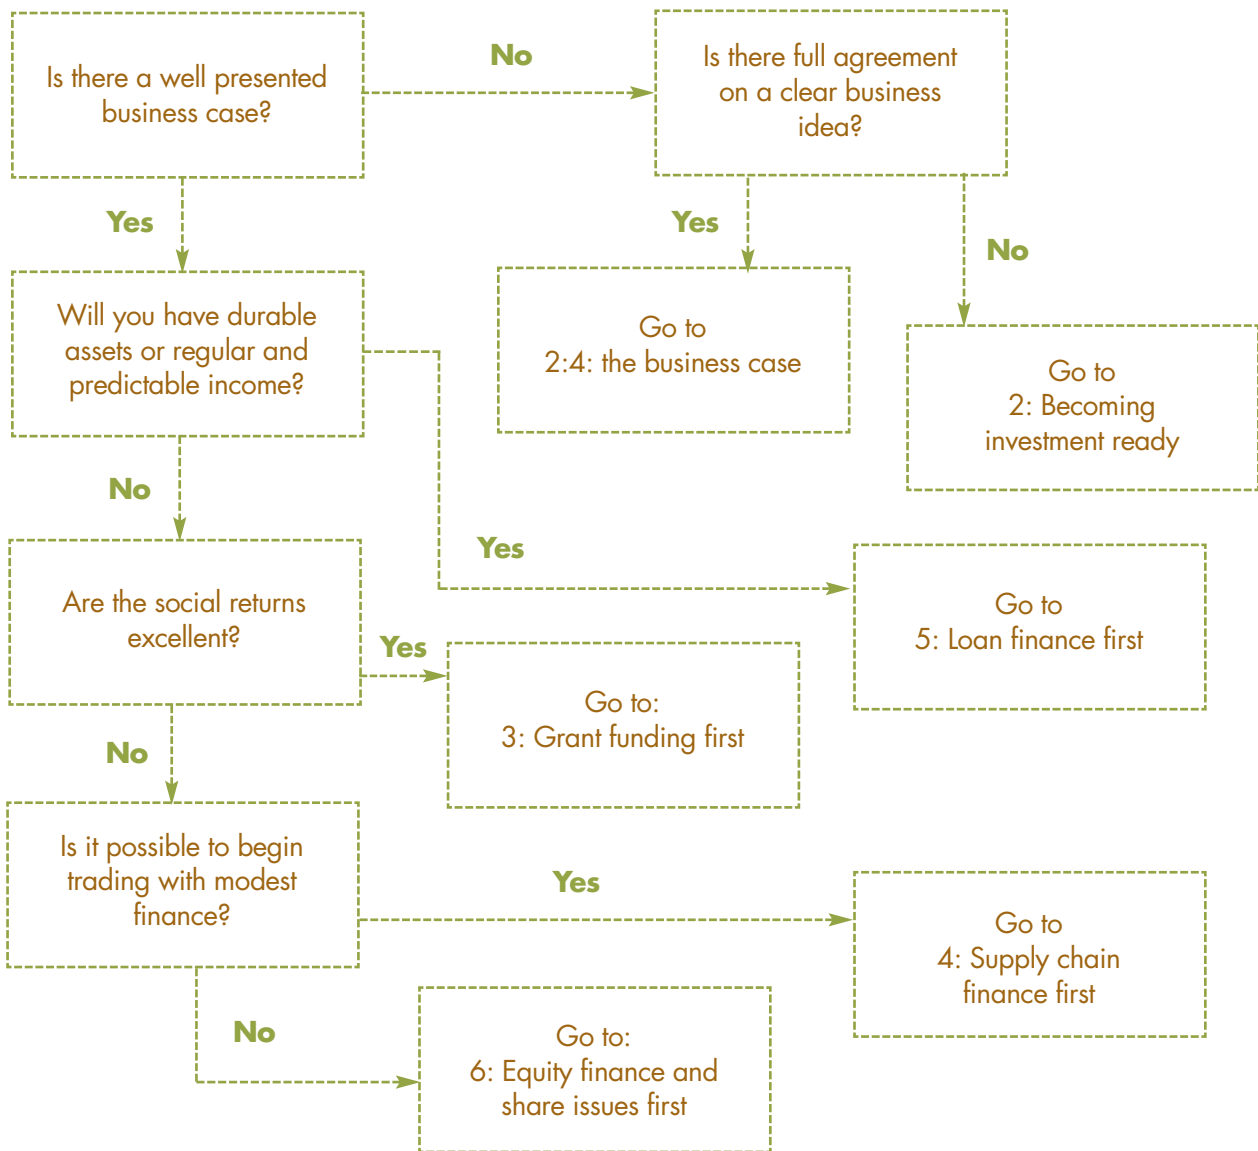 Is there a well presented
business case?
No
Is there full agreement
on a clear business
idea?
Yes
Yes
No
Will you have durable
assets or regular and
predictable income?
Go to
2:4: the business case
Go to
2: Becoming
investment ready
No
Yes
Are the social returns
excellent?
Yes
Go to
5: Loan finance first
Go to:
3: Grant funding first
No
Is it possible to begin
trading with modest
finance?
Yes
Go to
4: Supply chain
finance first
No
Go to:
6: Equity finance and
share issues first